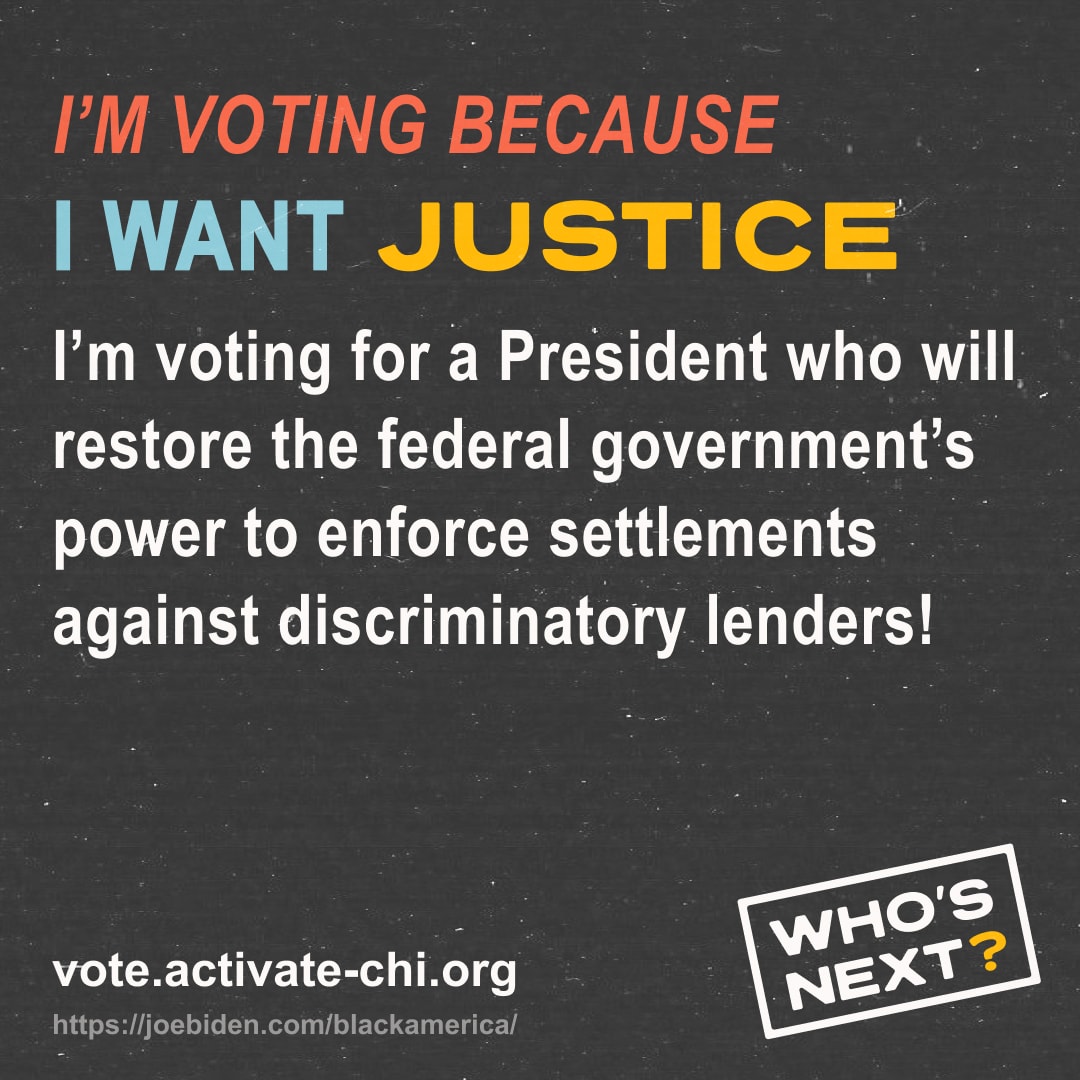 I’M VOTING BECAUSE
I WANT JUSTICE
I’m voting for a President who will
restore the federal government’s
power to enforce settlements
against discriminatory lenders!
WHO’S
NEXT?
vote.activate-chi.org
https://joebiden.com/blackamerica/